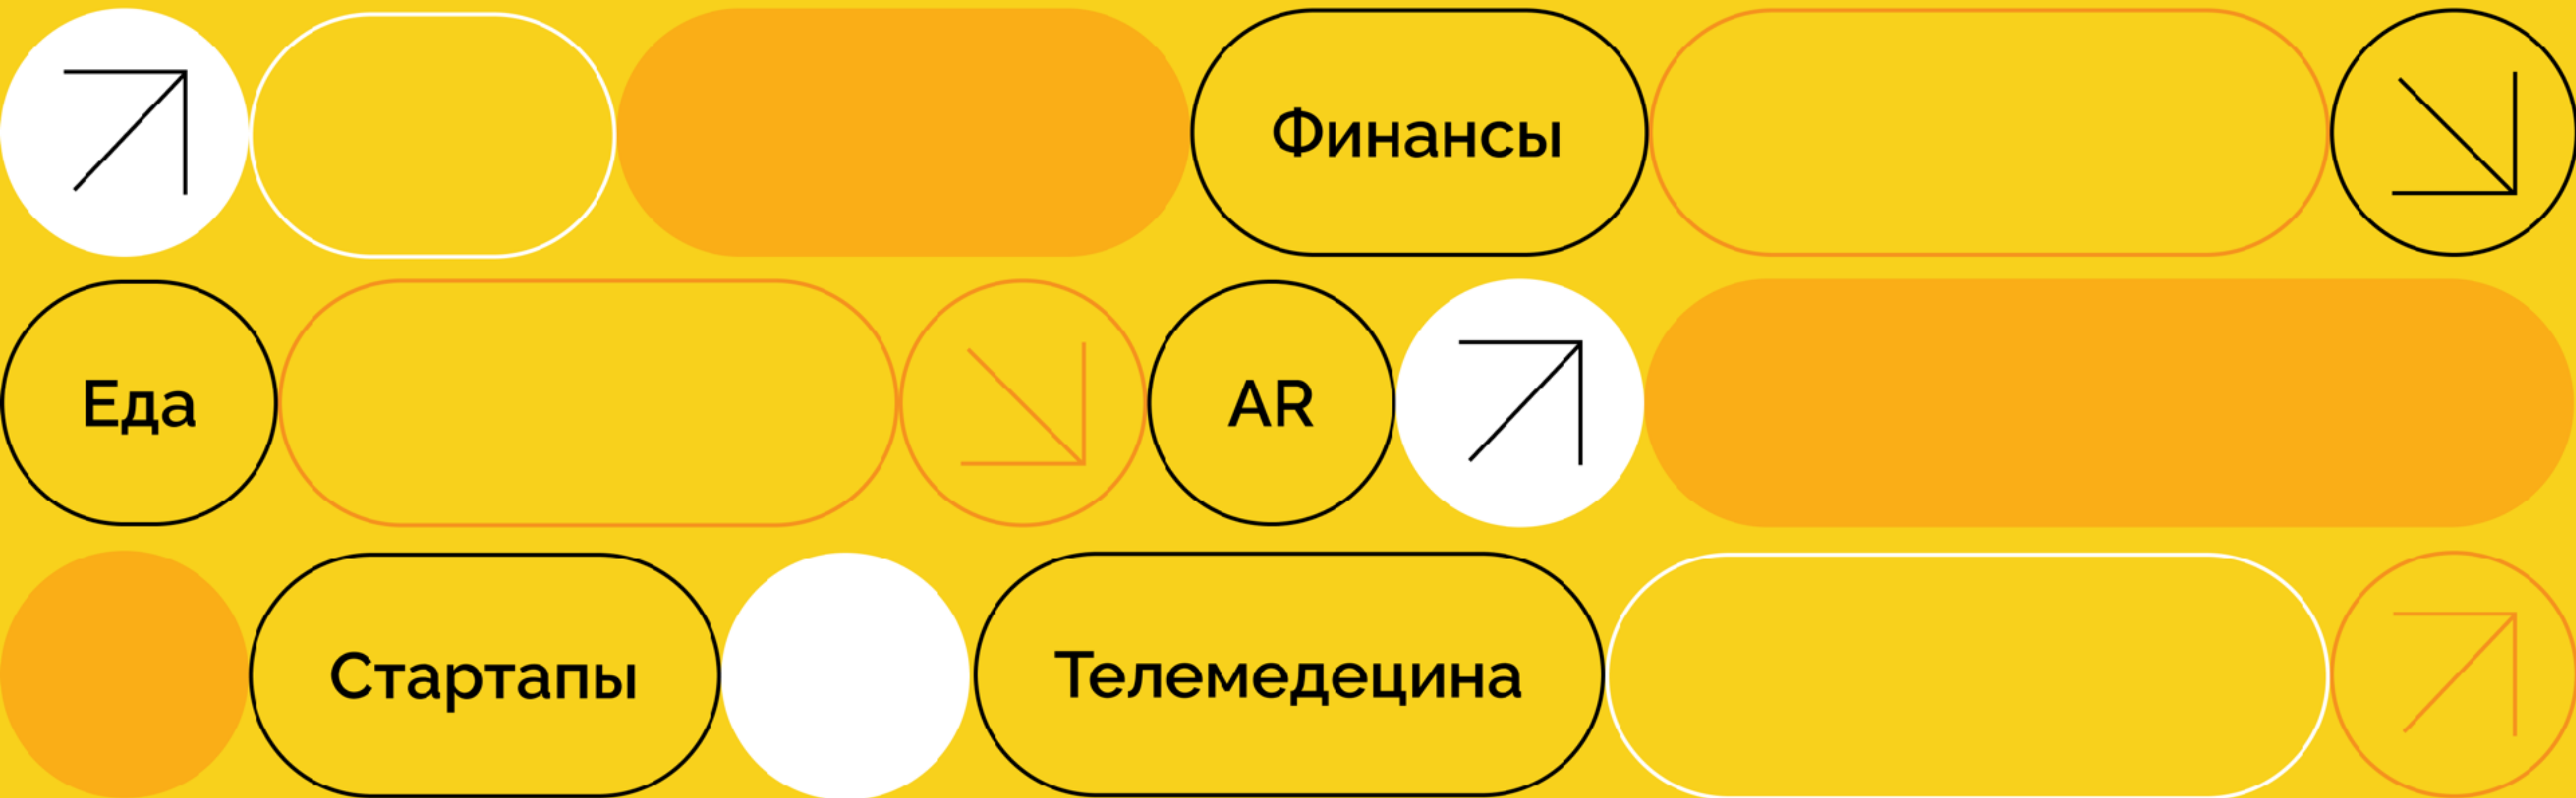 Финансы
Еда
AR
Стартапы
Телемедецина